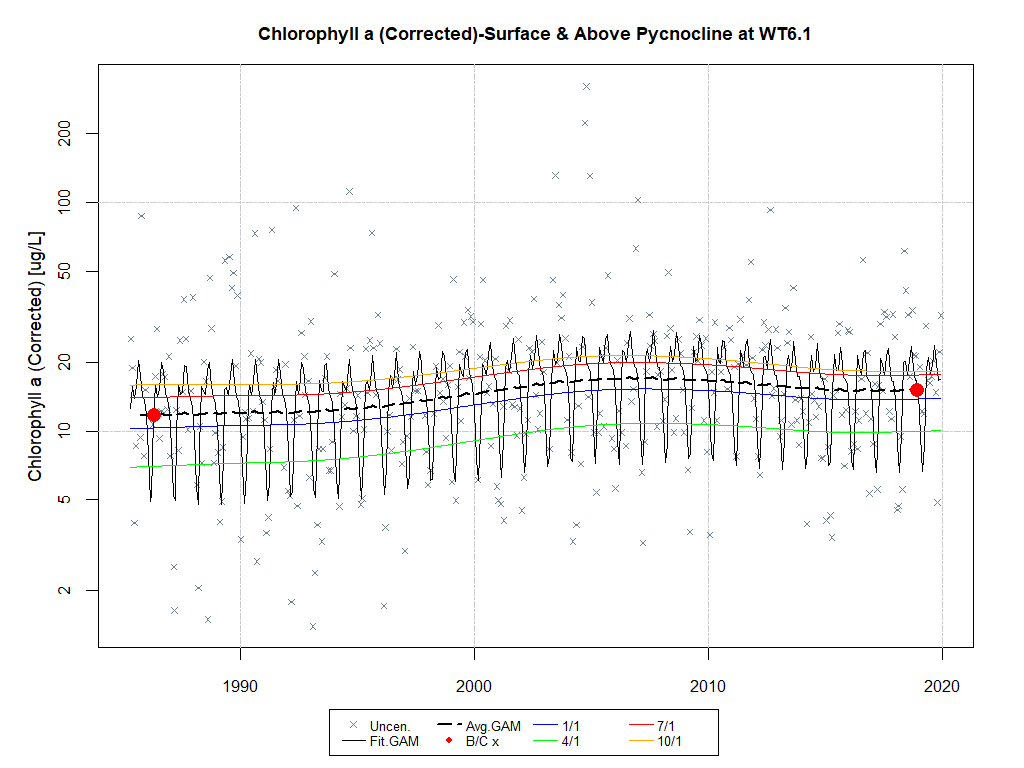 Chlorophyll a (Corrected)-Surface & Above Pycnocline at WT6.1
Chlorophyll a (Corrected) [ug/L]
200
100
50
20
10
5
2
1990 2000 2010 2020
Uncen. Avg.GAM 1/1 7/1
Fit.GAM B/C x 4/1 10/1